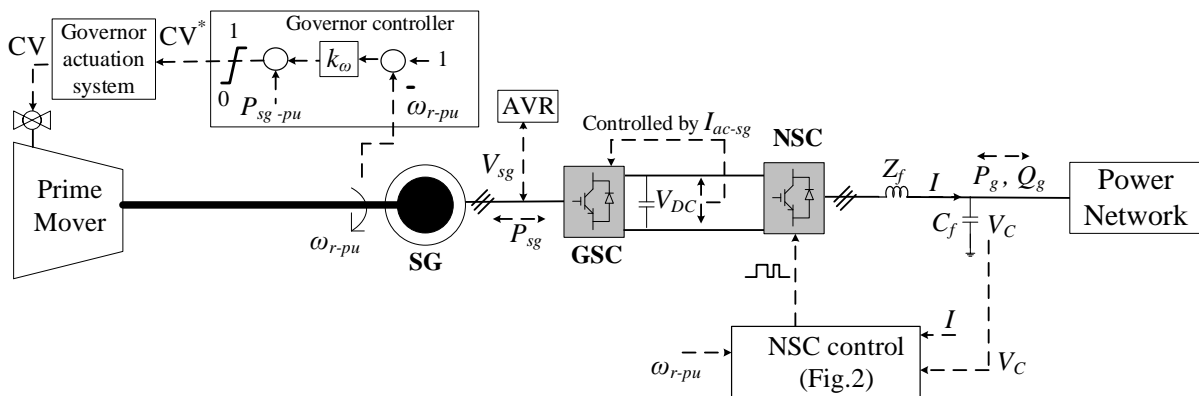 CV
Governor
actuation
system
CV*
Governor controller
1
0
kω
1
-
Psg-pu
ωr-pu
AVR
Vsg
Controlled by Iac-sg
NSC
Prime
Mover
ωr-pu
SG
Psg
GSC
VDC
Zf
I
Pg, Qg
Cf
VC
Power
Network
NSC control
(Fig.2)
ωr-pu
I
VC